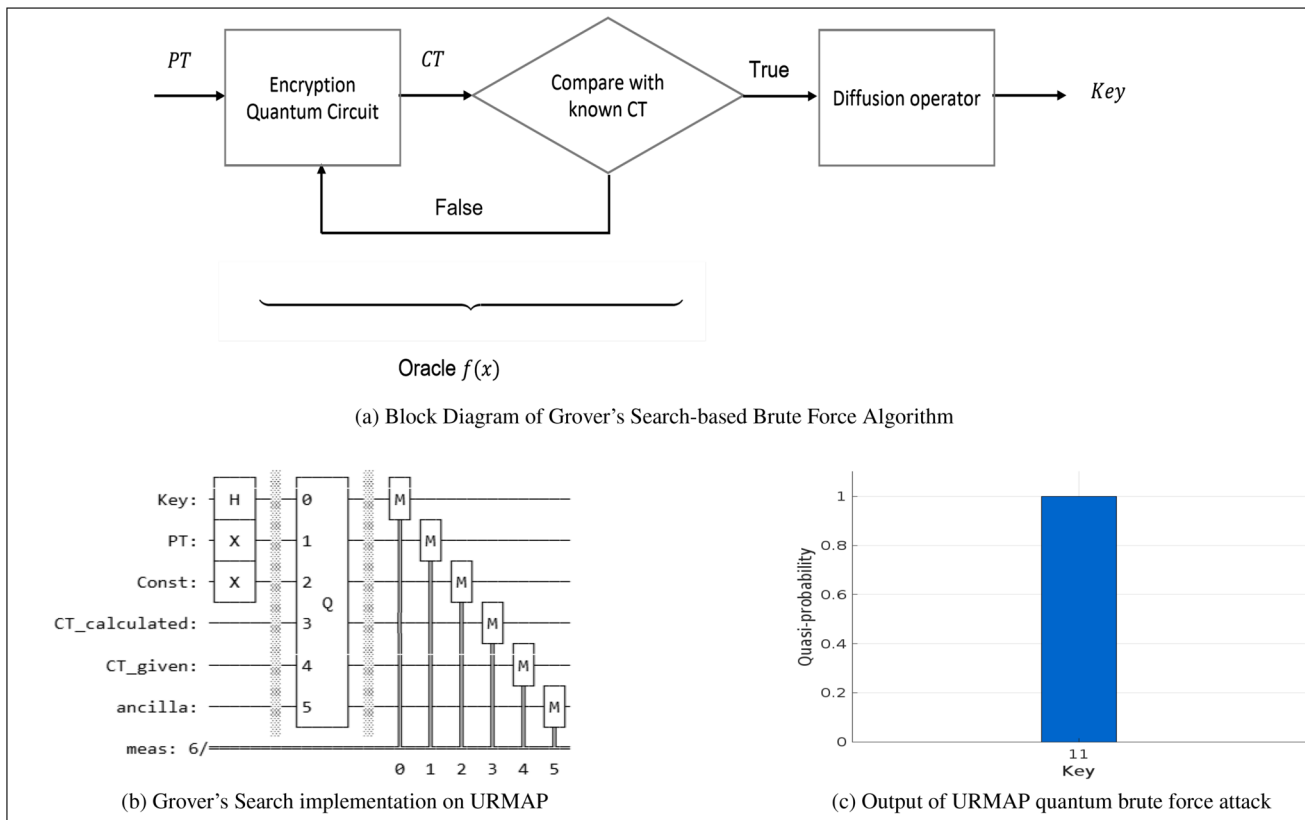 PT
CT
True
Key
Encryption
Quantum Circuit
Compare with
known CT
Diffusion operator
False
Oracle f(x)
(a) Block Diagram of Grover's Search-based Brute Force Algorithm
Key: H 0 M
PT: X 1 M
Const: X 2 M
Q
CT_calculated: 3 M
CT_given: 4 M
ancilla: 5 M
meas: 6/
0 1 2 3 4 5
(b) Grover's Search implementation on URMAP
Quasi-probability
1
0.8
0.6
0.4
0.2
0
11
Key
(c) Output of URMAP quantum brute force attack